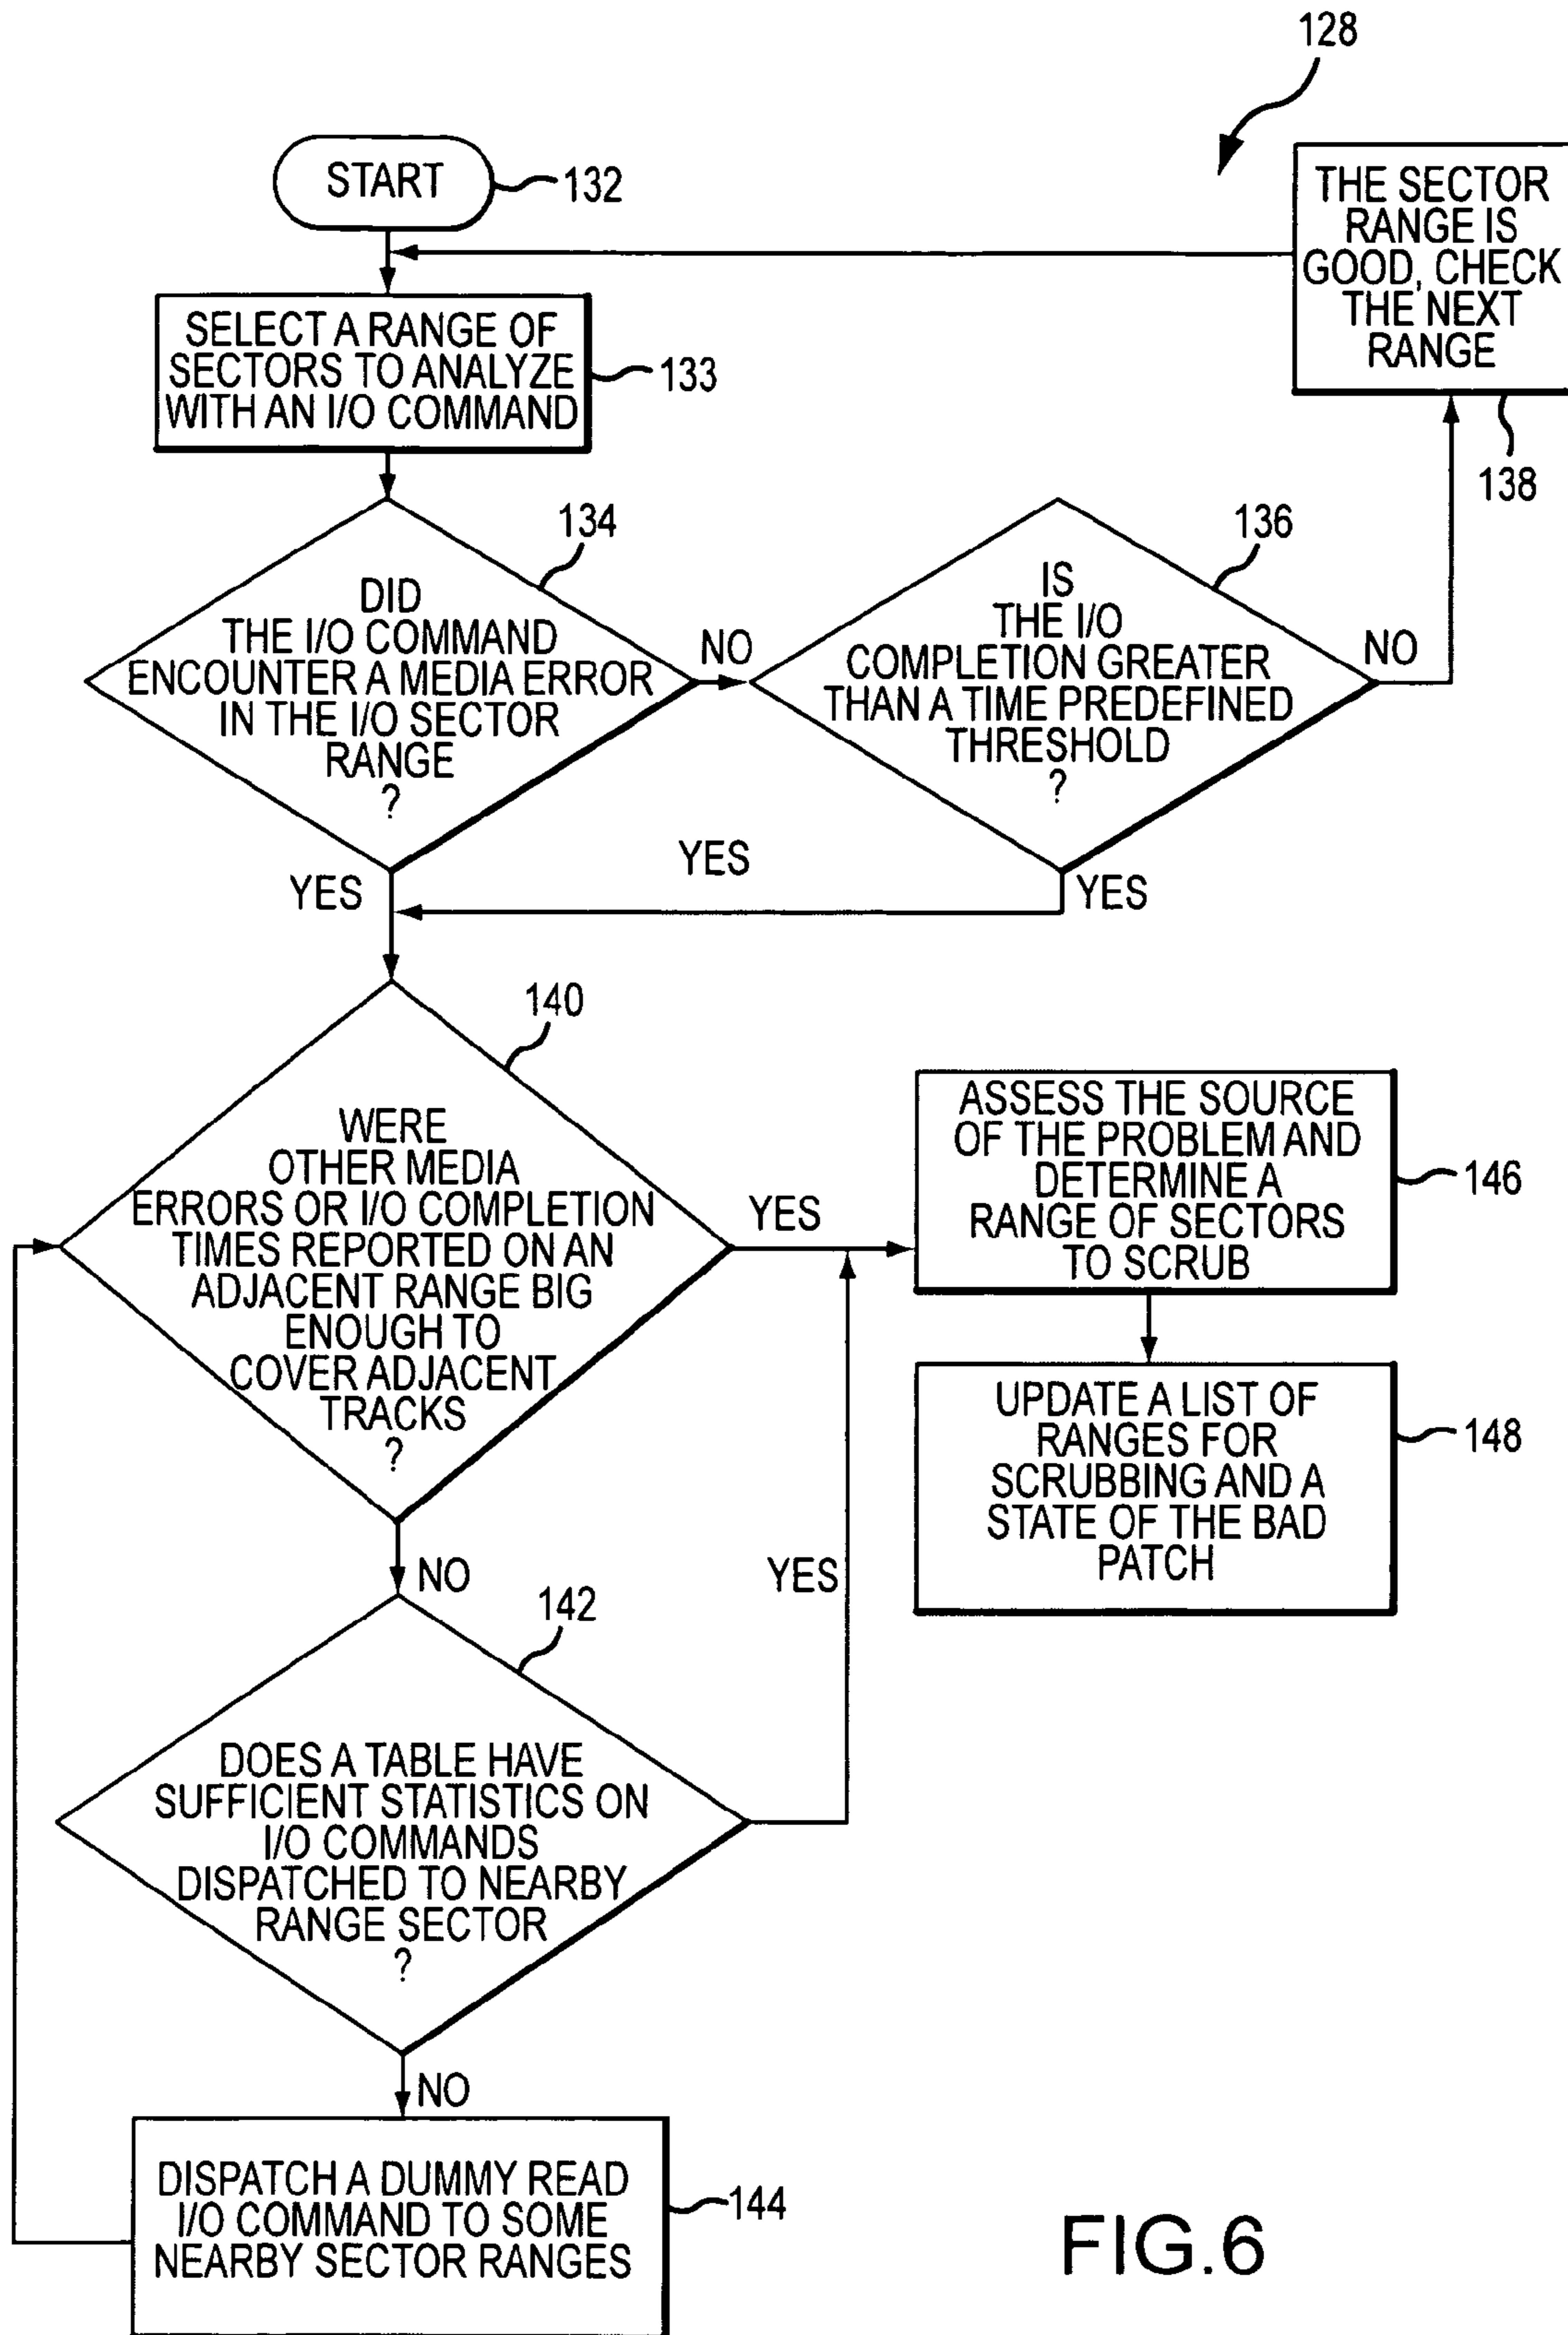 128
START
132
THE SECTOR
RANGE IS
GOOD, CHECK
THE NEXT
RANGE
138
SELECT A RANGE OF
SECTORS TO ANALYZE
WITH AN I/O COMMAND
133
134
DID
THE I/O COMMAND
ENCOUNTER A MEDIA ERROR
IN THE I/O SECTOR
RANGE
?
NO
136
IS
THE I/O
COMPLETION GREATER
THAN A TIME PREDEFINED
THRESHOLD
?
NO
YES
YES
YES
140
WERE
OTHER MEDIA
ERRORS OR I/O COMPLETION
TIMES REPORTED ON AN
ADJACENT RANGE BIG
ENOUGH TO
COVER ADJACENT
TRACKS
?
YES
ASSESS THE SOURCE
OF THE PROBLEM AND
DETERMINE A
RANGE OF SECTORS
TO SCRUB
146
UPDATE A LIST OF
RANGES FOR
SCRUBBING AND A
STATE OF THE BAD
PATCH
148
NO
YES
142
DOES A TABLE HAVE
SUFFICIENT STATISTICS ON
I/O COMMANDS
DISPATCHED TO NEARBY
RANGE SECTOR
?
NO
DISPATCH A DUMMY READ
I/O COMMAND TO SOME
NEARBY SECTOR RANGES
144
FIG.6